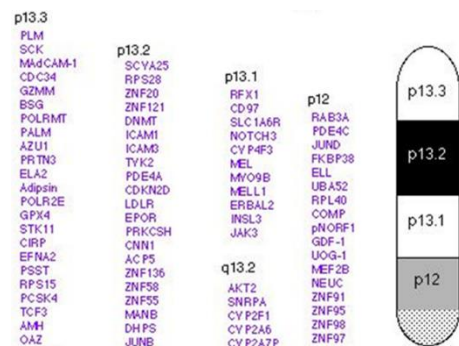 p13.3
PLM
SCK
MAdCAM-1
CDC34
GZMM
BSG
POLRMT
PALM
AZU1
PRTN3
ELA2
Adipsin
POLR2E
GPX4
STK11
CIRP
EFNA2
PSST
RPS15
PCSK4
TCF3
AMH
OAZ
p13.2
SCYA25
RPS28
ZNF20
ZNF121
DNMT
ICAM1
ICAM3
TYK2
PDE4A
CDKN2D
LDLR
EPOR
PRKCSH
CNN1
ACP5
ZNF136
ZNF58
ZNF55
MANB
DHPS
JUNB
p13.1
RFX1
CD97
SLC1A6R
NOTCH3
CYP4F3
MEL
MYO9B
MELL1
ERBAL2
INSL3
JAK3
q13.2
AKT2
SNRPA
CYP2F1
CYP2A6
CYP2A7P
p12
RAB3A
PDE4C
JUND
FKBP38
ELL
UBA52
RPL40
COMP
pNORF1
GDF-1
UOG-1
MEF2B
NEUC
ZNF91
ZNF95
ZNF98
ZNF97
p13.3
p13.2
p13.1
p12